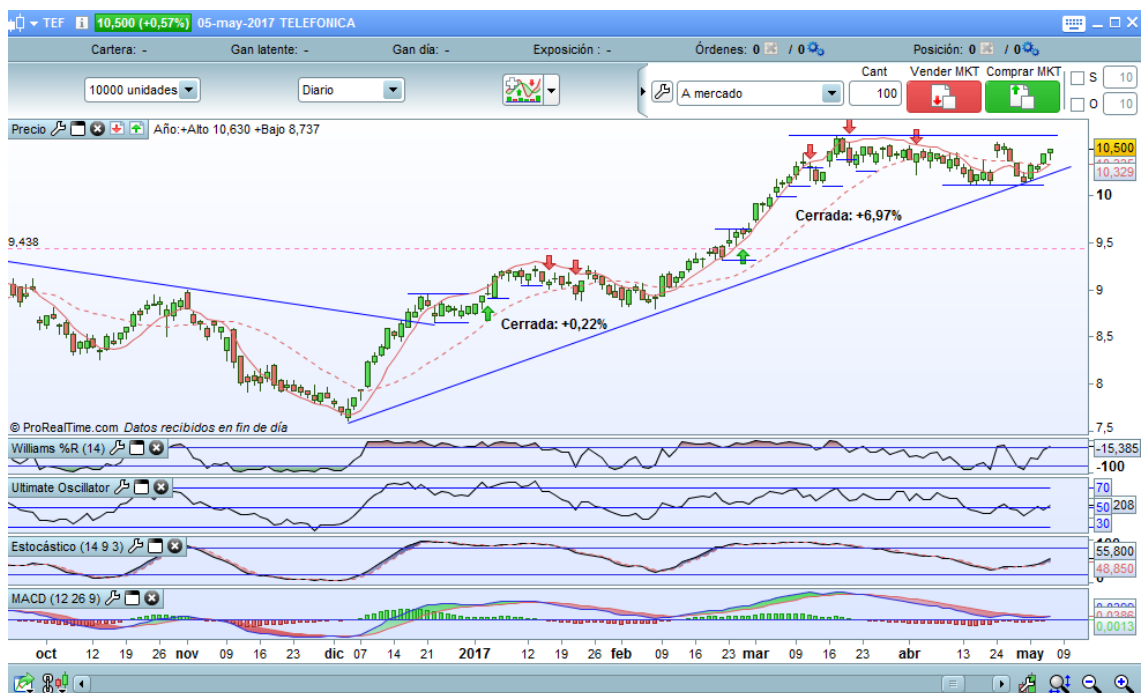 TEF 10,500 (+0,57%) 05-may-2017 TELEFONICA
Cartera: - Gan latente: - Gan día: - Exposición : - Órdenes: 0 / 0 Posición: 0 / 0
Cant Vender MKT Comprar MKT S 10
10000 unidades Diario A mercado 100 O 10
Precio Año:+Alto 10,630 +Bajo 8,737
10,500
10,329
10
Cerrada: +6,97%
9,438
9,5
9
Cerrada: +0,22%
8,5
8
© ProRealTime.com Datos recibidos en fin de día
7,5
Williams %R (14)
-15,385
-100
Ultimate Oscillator
70
50 208
30
Estocástico (14 9 3)
55,800
48,850
0
MACD (12 26 9)
0,0386
0,0013
oct 12 19 26 nov 09 16 23 dic 07 14 21 2017 12 19 26 feb 09 16 23 mar 09 16 23 abr 13 24 may 09